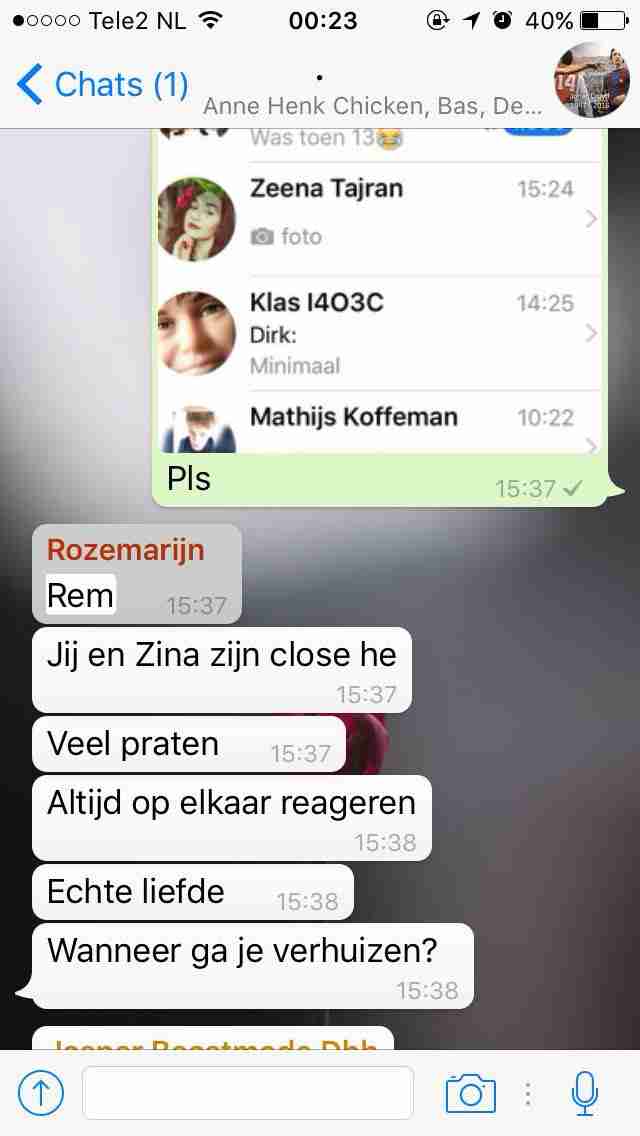 Tele2 NL 00:23 40%
Chats (1)
.
Anne Henk Chicken, Bas, De...
Was toen 13😂
Zeena Tajran 15:24
foto
Klas I4O3C 14:25
Dirk:
Minimaal
Mathijs Koffeman 10:22
Pls
15:37
Rozemarijn
Rem 15:37
Jij en Zina zijn close he
15:37
Veel praten 15:37
Altijd op elkaar reageren
15:38
Echte liefde 15:38
Wanneer ga je verhuizen?
15:38